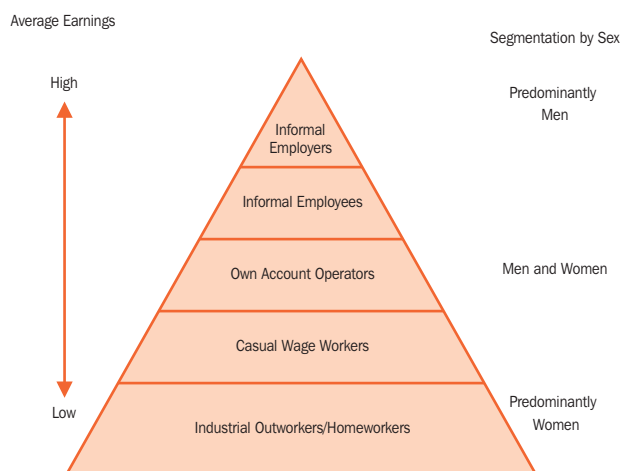 Average Earnings
Segmentation by Sex
High
Predominantly
Men
Informal
Employers
Informal Employees
Own Account Operators
Men and Women
Casual Wage Workers
Low
Predominantly
Women
Industrial Outworkers/Homeworkers